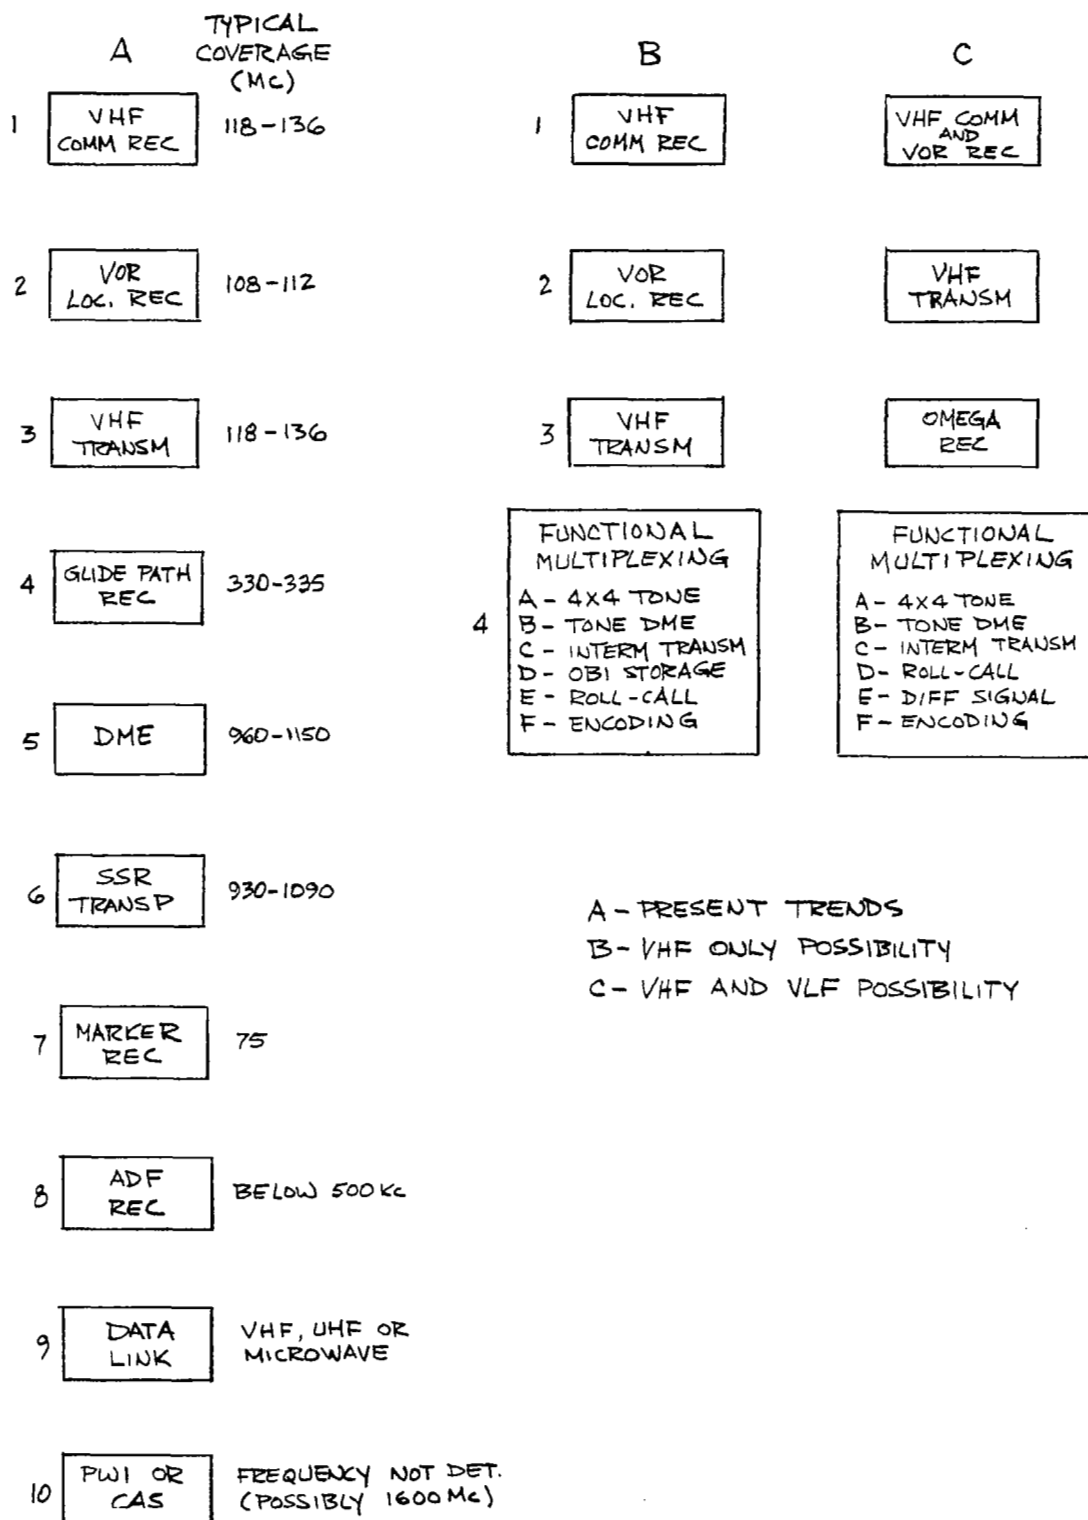 A
TYPICAL
COVERAGE
(MC)
1
VHF
COMM REC
118-136
2
VOR
LOC. REC
108-112
3
VHF
TRANSM
118-136
4
GLIDE PATH
REC
330-335
5
DME
960-1150
6
SSR
TRANSP
930-1090
7
MARKER
REC
75
8
ADF
REC
BELOW 500 KC
9
DATA
LINK
VHF, UHF OR
MICROWAVE
10
PWI OR
CAS
FREQUENCY NOT DET.
(POSSIBLY 1600 MC)
B
1
VHF
COMM REC
2
VOR
LOC. REC
3
VHF
TRANSM
4
FUNCTIONAL
MULTIPLEXING
A - 4X4 TONE
B - TONE DME
C - INTERM TRANSM
D - OBI STORAGE
E - ROLL-CALL
F - ENCODING
C
VHF COMM
AND
VOR REC
VHF
TRANSM
OMEGA
REC
FUNCTIONAL
MULTIPLEXING
A - 4X4 TONE
B - TONE DME
C - INTERM TRANSM
D - ROLL-CALL
E - DIFF SIGNAL
F - ENCODING
A - PRESENT TRENDS
B - VHF ONLY POSSIBILITY
C - VHF AND VLF POSSIBILITY